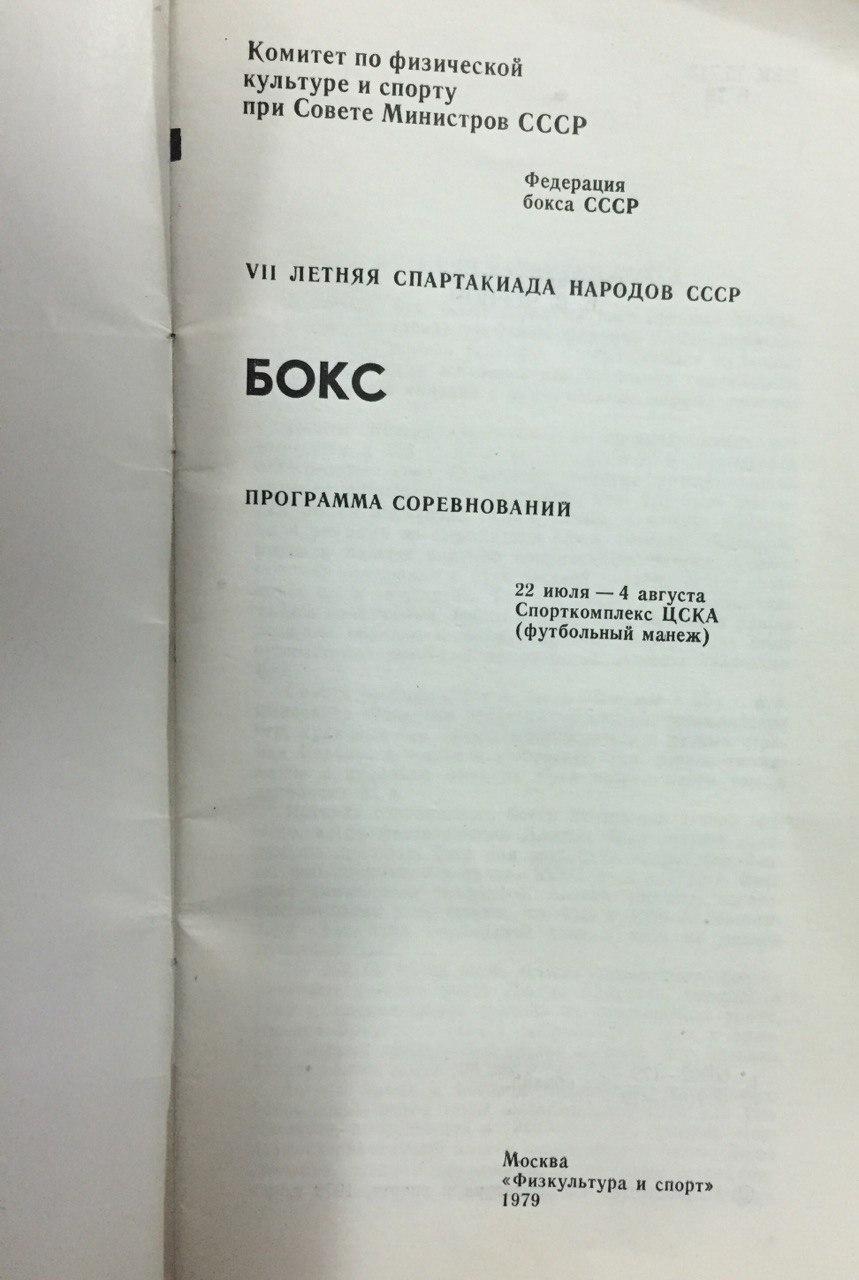 Комитет по физической
культуре и спорту
при Совете Министров СССР
Федерация
бокса СССР
VII ЛЕТНЯЯ СПАРТАКИАДА НАРОДОВ СССР
БОКС
ПРОГРАММА СОРЕВНОВАНИЙ
22 июля — 4 августа
Спорткомплекс ЦСКА
(футбольный манеж)
Москва
«Физкультура и спорт»
1979